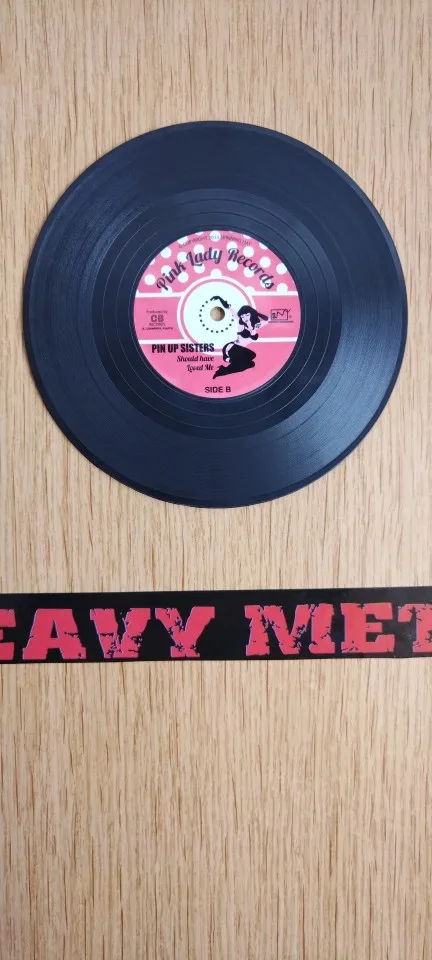 Pink Lady Records
Produced by
CB
PIN UP SISTERS
Should have
Loved Me
SIDE B
EAVY MET